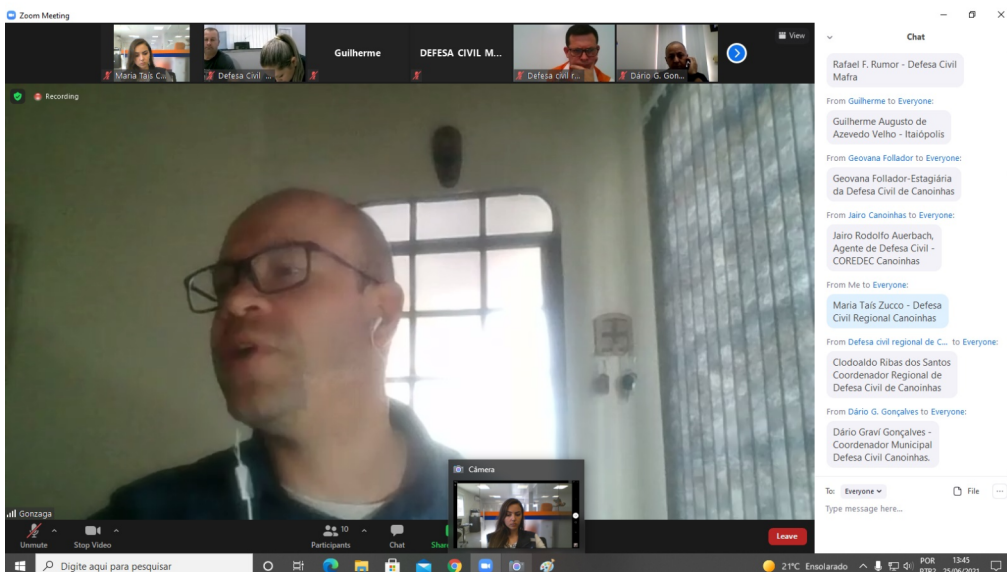 Zoom Meeting
Maria Taís C...
Defesa Civil ...
Guilherme
DEFESA CIVIL M...
Defesa civil r...
Dário G. Gon...
View
Recording
Gonzaga
Câmera
Unmute
Stop Video
10
Participants
Chat
Share
Leave
Chat
Rafael F. Rumor - Defesa Civil
Mafra
From Guilherme to Everyone:
Guilherme Augusto de
Azevedo Velho - Itaiópolis
From Geovana Follador to Everyone:
Geovana Follador-Estagiária
da Defesa Civil de Canoinhas
From Jairo Canoinhas to Everyone:
Jairo Rodolfo Auerbach,
Agente de Defesa Civil -
COREDEC Canoinhas
From Me to Everyone:
Maria Taís Zucco - Defesa
Civil Regional Canoinhas
From Defesa civil regional de C... to Everyone:
Clodoaldo Ribas dos Santos
Coordenador Regional de
Defesa Civil de Canoinhas
From Dário G. Gonçalves to Everyone:
Dário Graví Gonçalves -
Coordenador Municipal
Defesa Civil Canoinhas.
To: Everyone
File
Type message here...
Digite aqui para pesquisar
21°C Ensolarado
POR
PTB2
13:45
25/06/2021